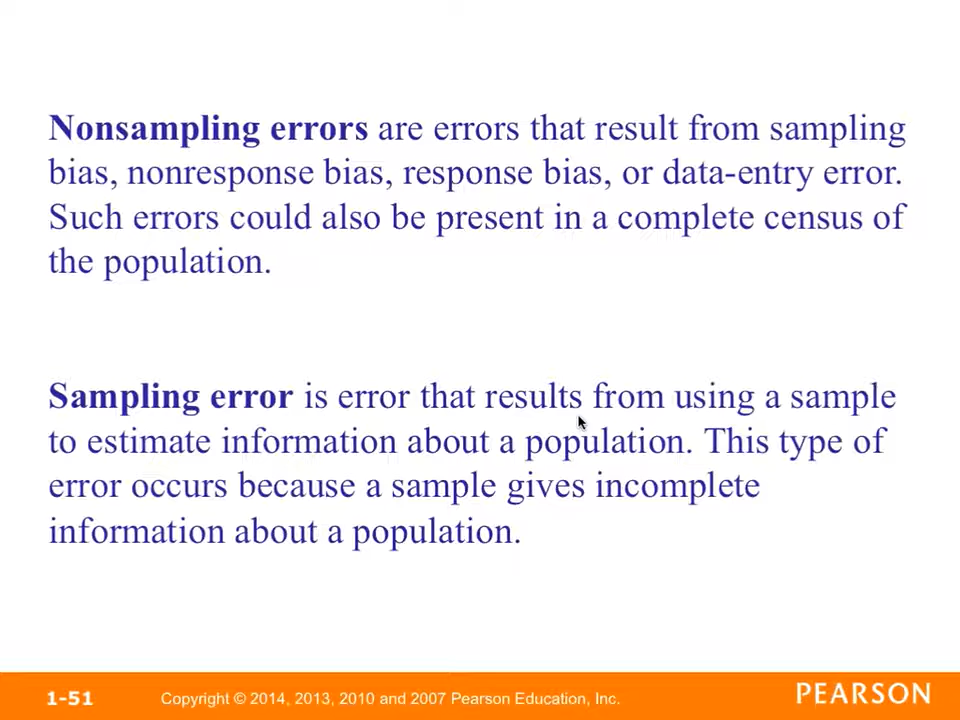 Nonsampling errors are errors that result from sampling
bias, nonresponse bias, response bias, or data-entry error.
Such errors could also be present in a complete census of
the population.
Sampling error is error that results from using a sample
to estimate information about a population. This type of
error occurs because a sample gives incomplete
information about a population.
1-51 Copyright © 2014, 2013, 2010 and 2007 Pearson Education, Inc. PEARSON